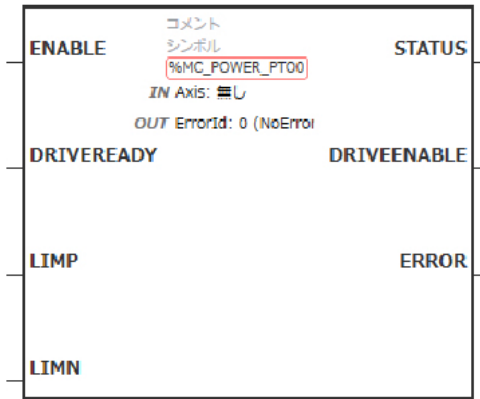 コメント
ENABLE シンボル STATUS
%MC_POWER_PT00
IN Axis: 無し
OUT ErrorId: 0 (NoError
DRIVEREADY DRIVEENABLE
LIMP ERROR
LIMN